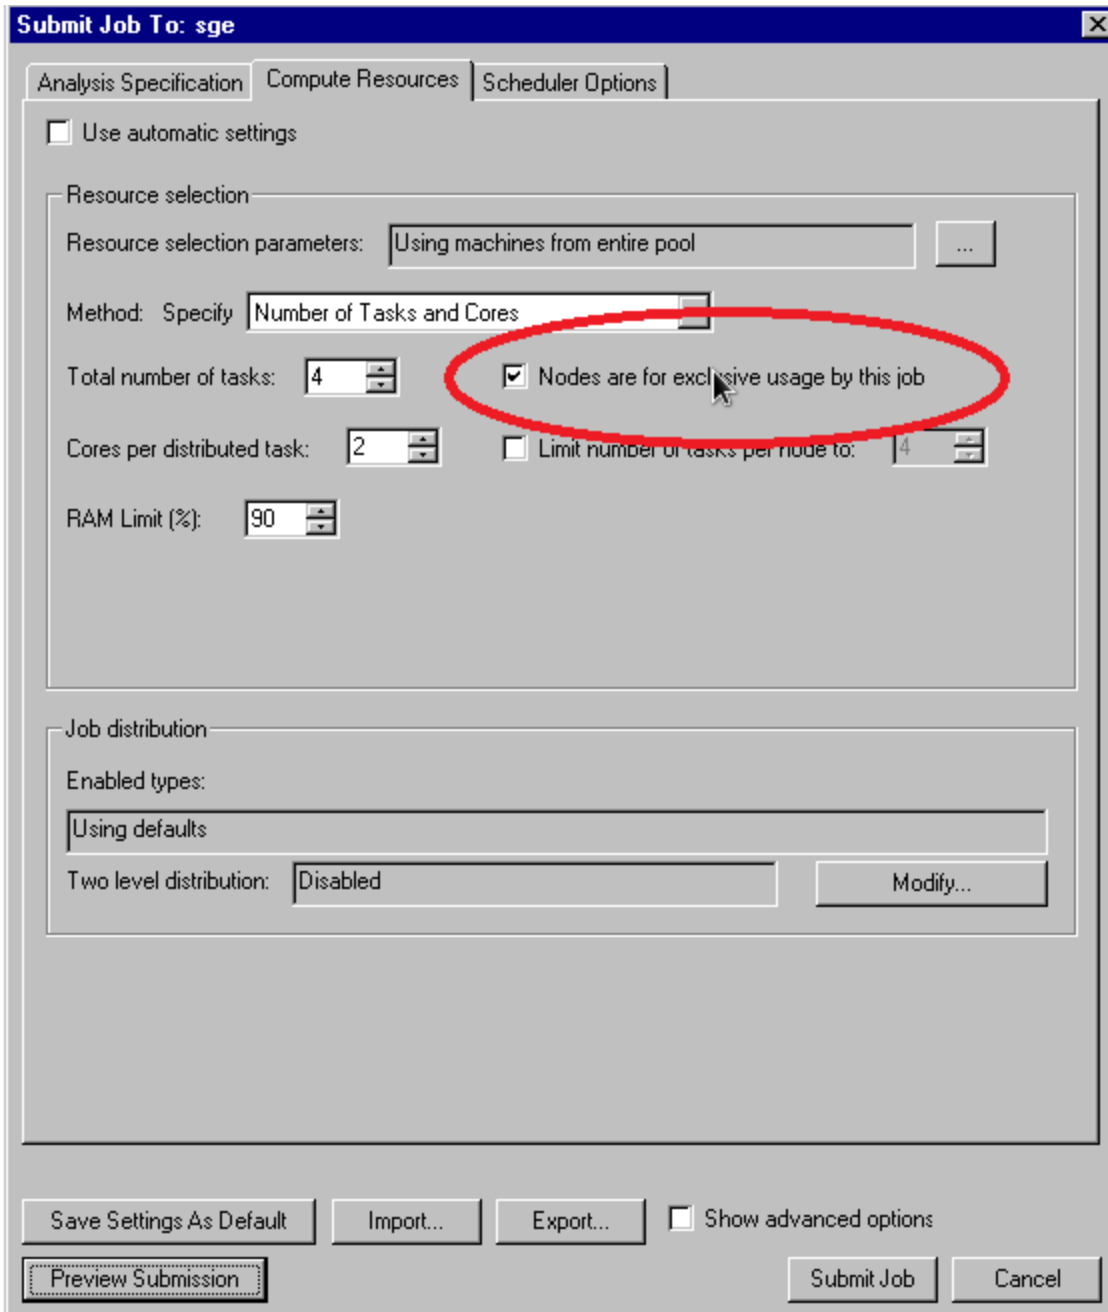 Submit Job To: sge
Analysis Specification Compute Resources Scheduler Options
Use automatic settings
Resource selection
Resource selection parameters: Using machines from entire pool ...
Method: Specify Number of Tasks and Cores
Total number of tasks: 4 Nodes are for exclusive usage by this job
Cores per distributed task: 2 Limit number of tasks per node to: 4
RAM Limit (%): 90
Job distribution
Enabled types:
Using defaults
Two level distribution: Disabled Modify...
Save Settings As Default Import... Export... Show advanced options
Preview Submission Submit Job Cancel